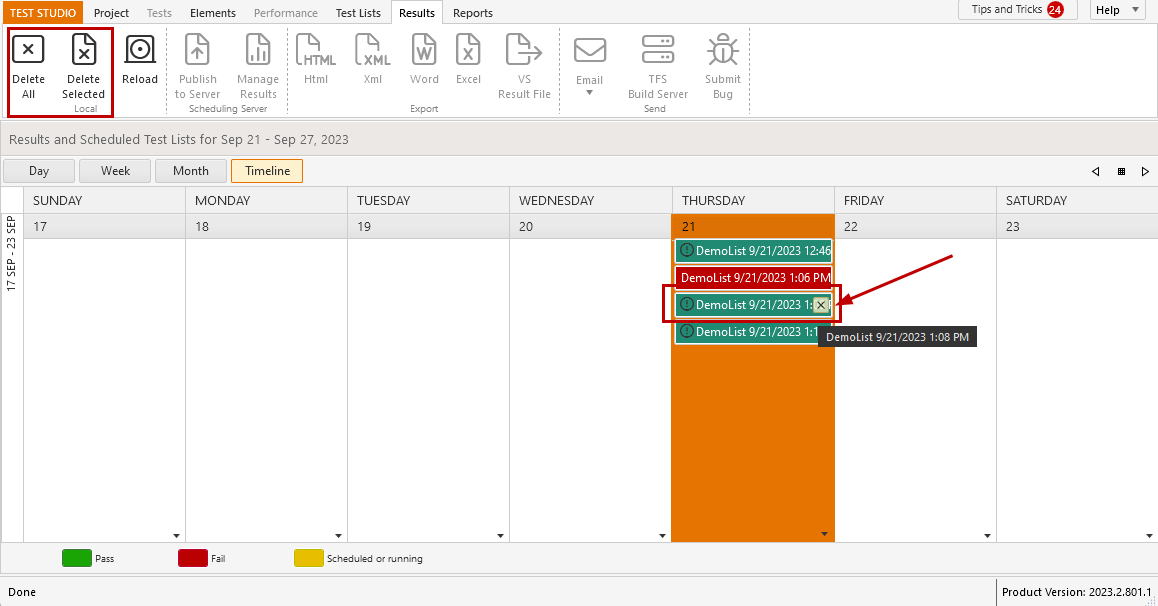 TEST STUDIO Project Tests Elements Performance Test Lists Results Reports Tips and Tricks 24 Help
Delete All
Delete Selected
Local
Reload
Publish to Server
Manage Results
Scheduling Server
HTML Html
XML Xml
W Word
X Excel
VS Result File
Export
Email
TFS Build Server
Submit Bug
Send
Results and Scheduled Test Lists for Sep 21 - Sep 27, 2023
Day Week Month Timeline
SUNDAY MONDAY TUESDAY WEDNESDAY THURSDAY FRIDAY SATURDAY
17 SEP - 23 SEP
17 18 19 20 21 22 23
DemoList 9/21/2023 12:46
DemoList 9/21/2023 1:06 PM
DemoList 9/21/2023 1:
DemoList 9/21/2023 1:1
DemoList 9/21/2023 1:08 PM
Pass Fail Scheduled or running
Done Product Version: 2023.2.801.1